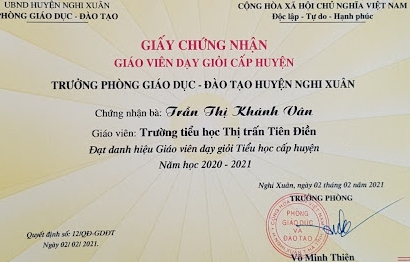 UBND HUYỆN NGHI XUÂN
PHÒNG GIÁO DỤC - ĐÀO TẠO
CỘNG HÒA XÃ HỘI CHỦ NGHĨA VIỆT NAM
Độc lập - Tự do - Hạnh phúc
GIẤY CHỨNG NHẬN
GIÁO VIÊN DẠY GIỎI CẤP HUYỆN
TRƯỞNG PHÒNG GIÁO DỤC - ĐÀO TẠO HUYỆN NGHI XUÂN
Chứng nhận bà: Trần Thị Khánh Vân
Giáo viên: Trường tiểu học Thị trấn Tiên Điền
Đạt danh hiệu Giáo viên dạy giỏi Tiểu học cấp huyện
Năm học 2020 - 2021
Nghi Xuân, ngày 02 tháng 02 năm 2021
TRƯỞNG PHÒNG
PHÒNG
GIÁO DỤC
VÀ
ĐÀO TẠO
Quyết định số: 12/QĐ-GDĐT
Ngày 02/ 02/ 2021.
Võ Minh Thiên